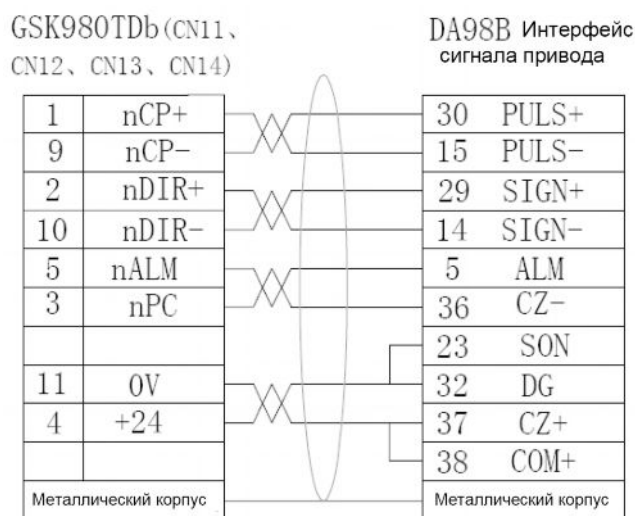 GSK980TDb(CN11、
CN12、CN13、CN14)
DA98B Интерфейс
сигнала привода
1 nCP+ 30 PULS+
9 nCP- 15 PULS-
2 nDIR+ 29 SIGN+
10 nDIR- 14 SIGN-
5 nALM 5 ALM
3 nPC 36 CZ-
23 SON
11 0V 32 DG
4 +24 37 CZ+
38 COM+
Металлический корпус Металлический корпус